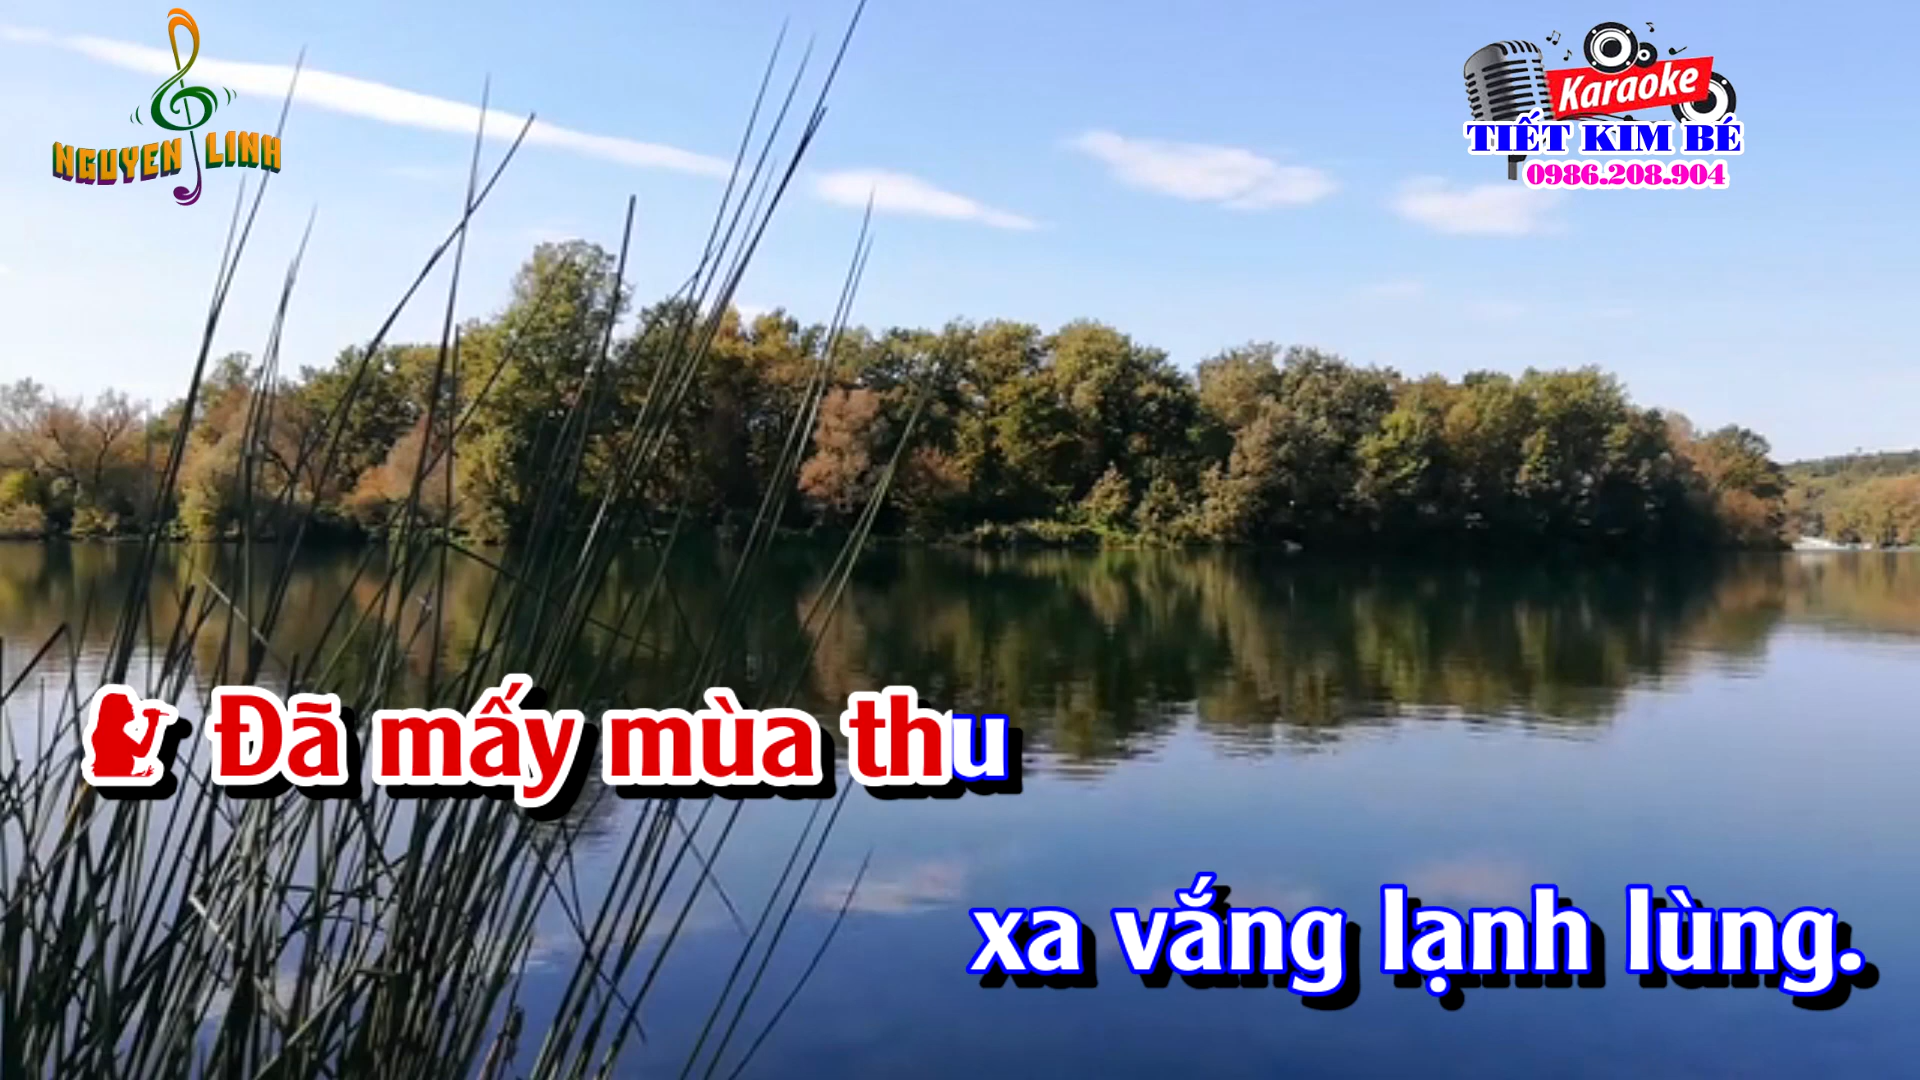 NGUYEN LINH
Karaoke
TIẾT KIM BÉ
0986.208.904
Đã mấy mùa thu
xa vắng lạnh lùng.